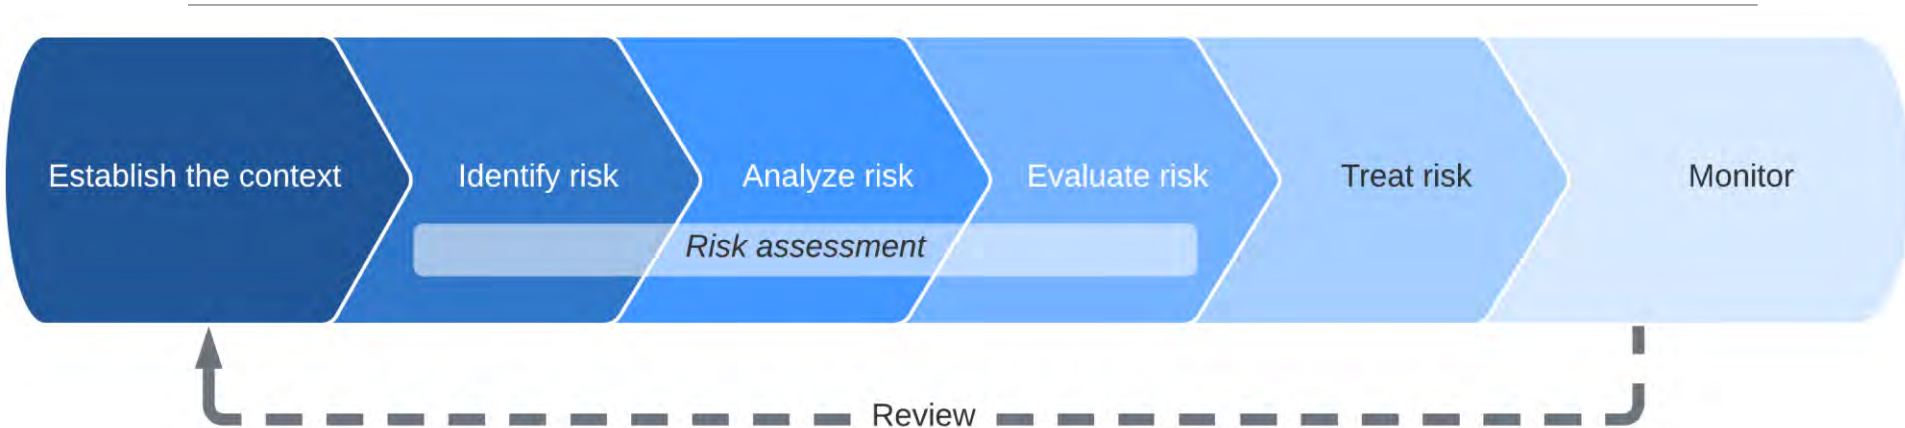 Establish the context
Identify risk
Analyze risk
Evaluate risk
Treat risk
Monitor
Risk assessment
Review